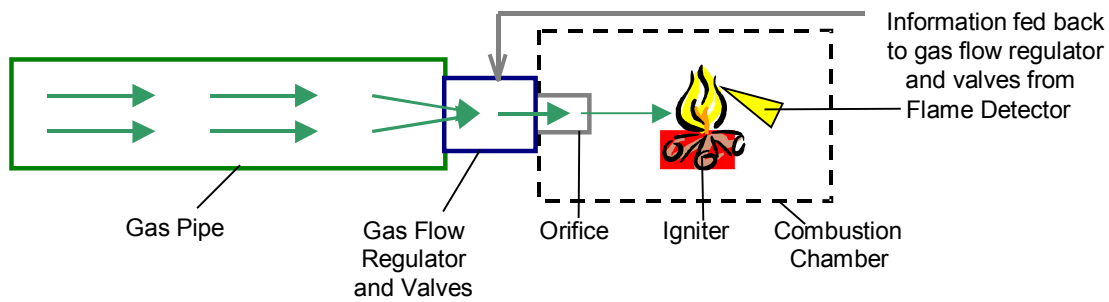 Information fed back
to gas flow regulator
and valves from
Flame Detector
Gas Pipe
Gas Flow
Regulator
and Valves
Orifice
Igniter
Combustion
Chamber